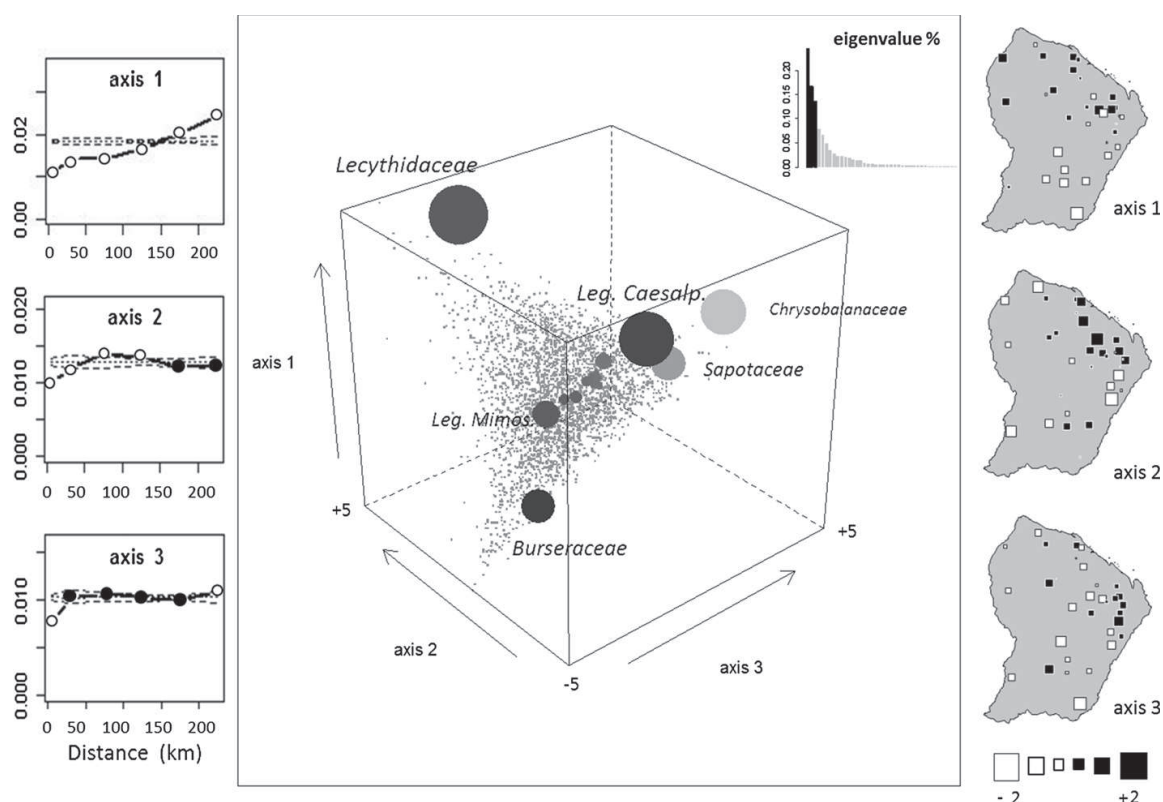 axis 1
0.02
0.00
0 50 100 150 200
axis 2
0.020
0.010
0.000
0 50 100 150 200
axis 3
0.010
0.000
0 50 100 150 200
Distance (km)
eigenvalue %
0.20
0.15
0.10
0.05
0.00
Lecythidaceae
Leg. Caesalp.
Chrysobalanaceae
Sapotaceae
Leg. Mimos.
Burseraceae
axis 1
+5
+5
axis 2
axis 3
-5
axis 1
axis 2
axis 3
- 2
+2